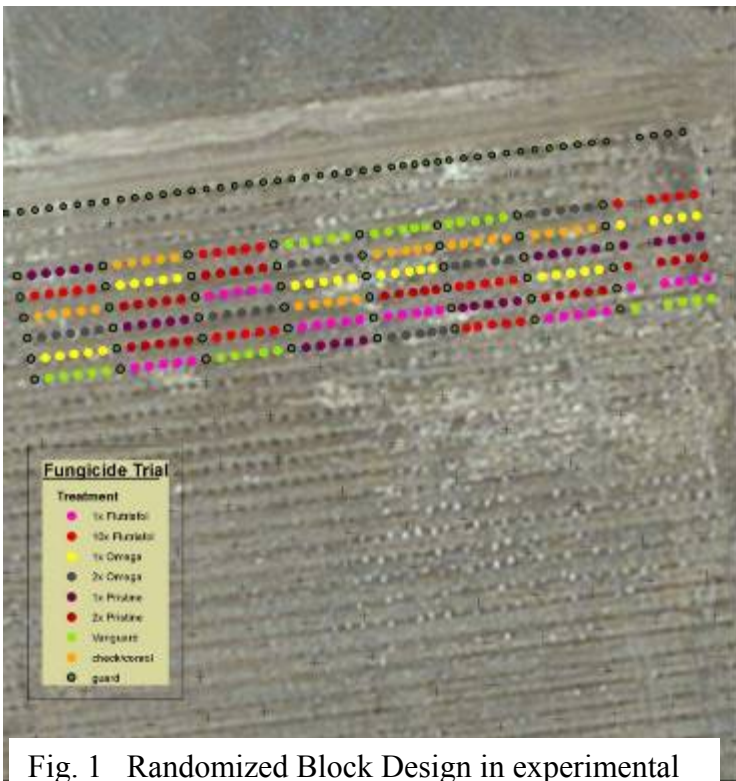 Fungicide Trial
Treatment
1x Flutriafol
10x Flutriafol
1x Omega
2x Omega
1x Pristine
2x Pristine
Vanguard
check/control
guard
Fig. 1   Randomized Block Design in experimental